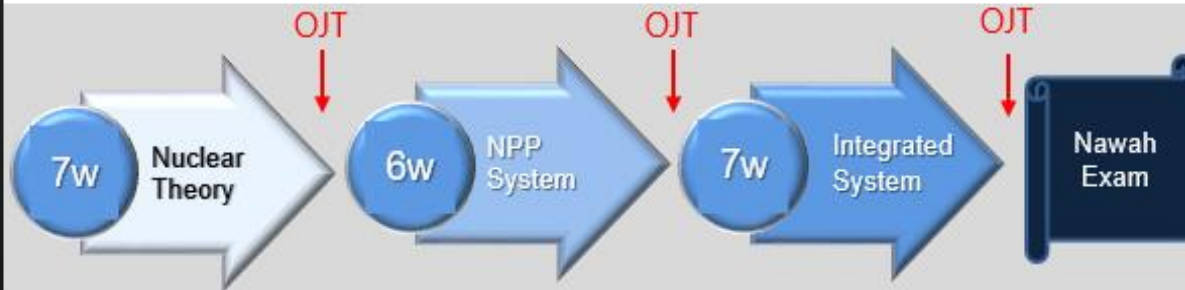 OJT
OJT
OJT
7w
Nuclear
Theory
6w
NPP
System
7w
Integrated
System
Nawah
Exam